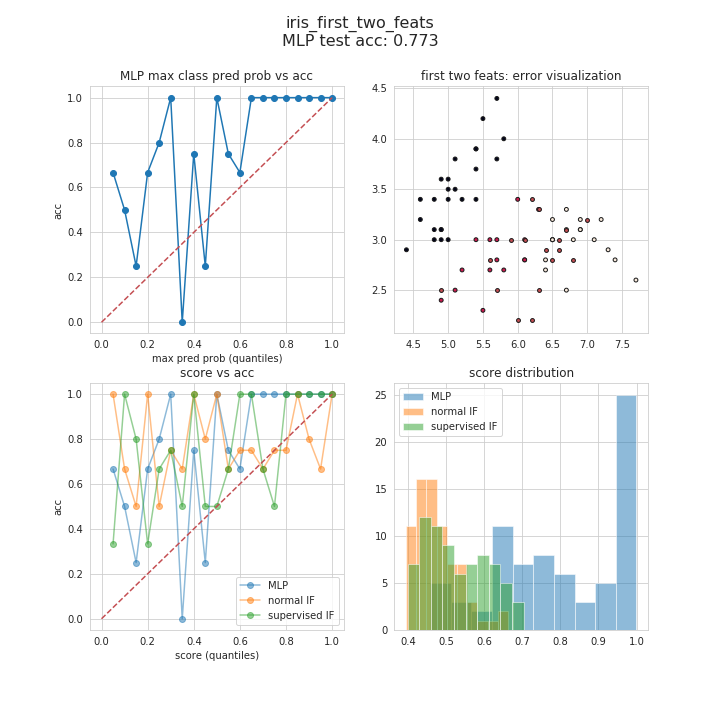 iris_first_two_feats
MLP test acc: 0.773
MLP max class pred prob vs acc
1.0
0.8
0.6
0.4
0.2
0.0
acc
0.0 0.2 0.4 0.6 0.8 1.0
max pred prob (quantiles)
first two feats: error visualization
4.5
4.0
3.5
3.0
2.5
4.5 5.0 5.5 6.0 6.5 7.0 7.5
score vs acc
1.0
0.8
0.6
0.4
0.2
0.0
acc
MLP
normal IF
supervised IF
0.0 0.2 0.4 0.6 0.8 1.0
score (quantiles)
score distribution
25
20
15
10
5
0
MLP
normal IF
supervised IF
0.4 0.5 0.6 0.7 0.8 0.9 1.0